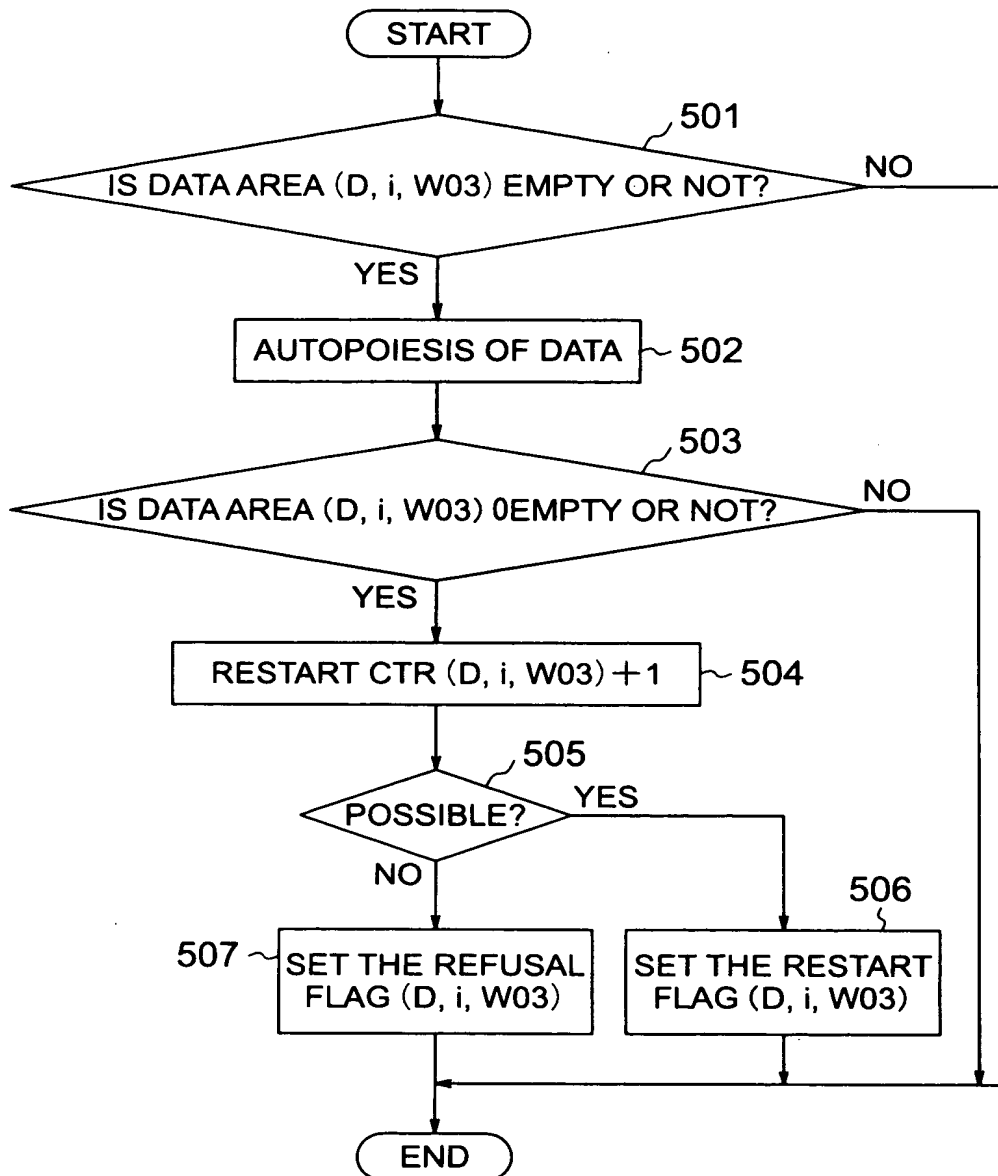 START
501
IS DATA AREA (D, i, W03) EMPTY OR NOT?
NO
YES
AUTOPOIESIS OF DATA
502
503
IS DATA AREA (D, i, W03) 0EMPTY OR NOT?
NO
YES
RESTART CTR (D, i, W03)+1
504
505
POSSIBLE?
YES
NO
506
507
SET THE REFUSAL
FLAG (D, i, W03)
SET THE RESTART
FLAG (D, i, W03)
END